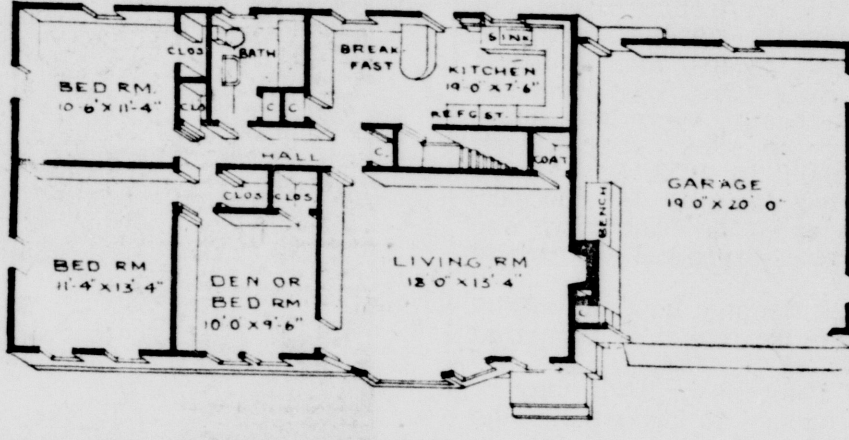 CLOS
BATH
BREAK
FAST
SINK
KITCHEN
19'-0" X 7'-6"
BED RM.
10'-6" X 11'-4"
CLO
C
C
REFG. ST.
HALL
C.
COAT
GARAGE
19'0" X 20'0"
CLOS
CLOS
BENCH
BED RM
11'-4" X 13'4"
DEN OR
BED RM
10'0 X 9'-6"
LIVING RM
18'0" X 15'4"
C